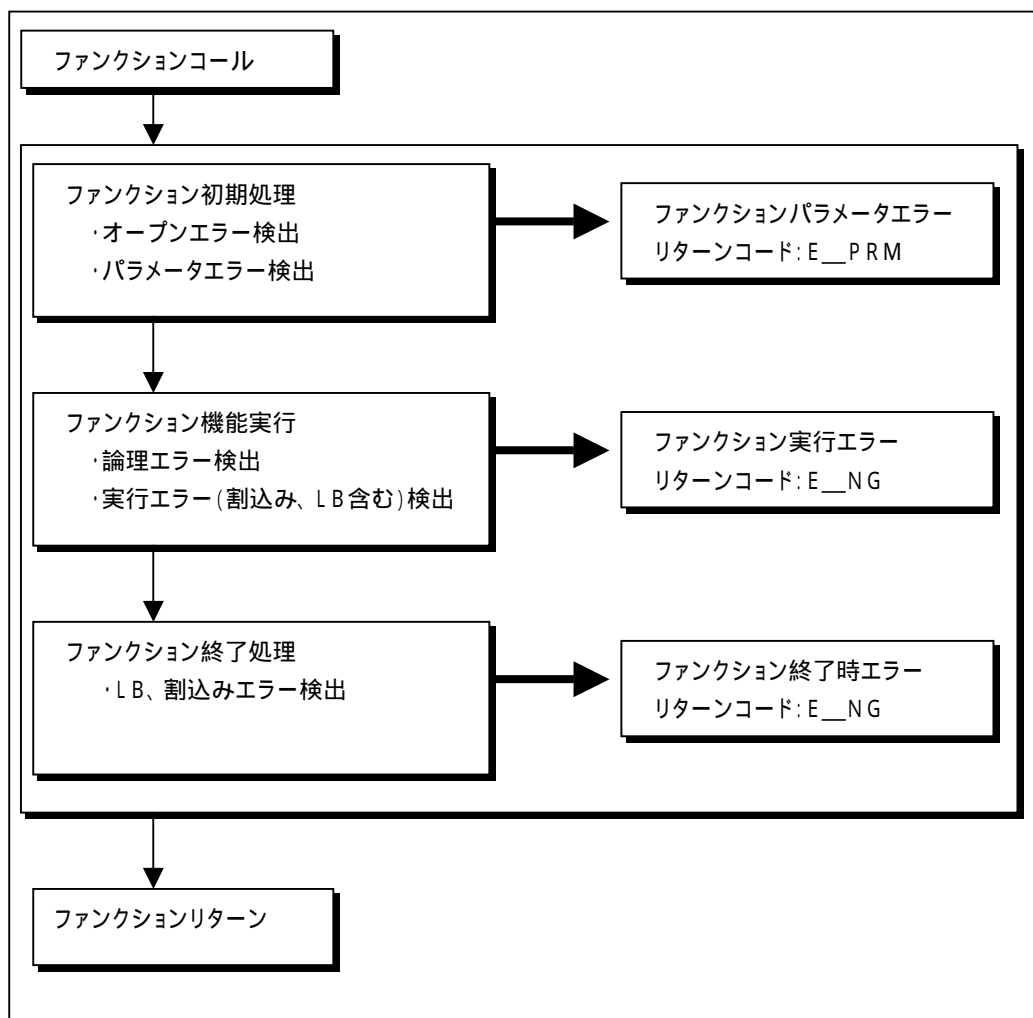 ファンクションコール
ファンクション初期処理
・オープンエラー検出
・パラメータエラー検出
ファンクションパラメータエラー
リターンコード:E__PRM
ファンクション機能実行
・論理エラー検出
・実行エラー(割込み、LB含む)検出
ファンクション実行エラー
リターンコード:E__NG
ファンクション終了処理
・LB、割込みエラー検出
ファンクション終了時エラー
リターンコード:E__NG
ファンクションリターン